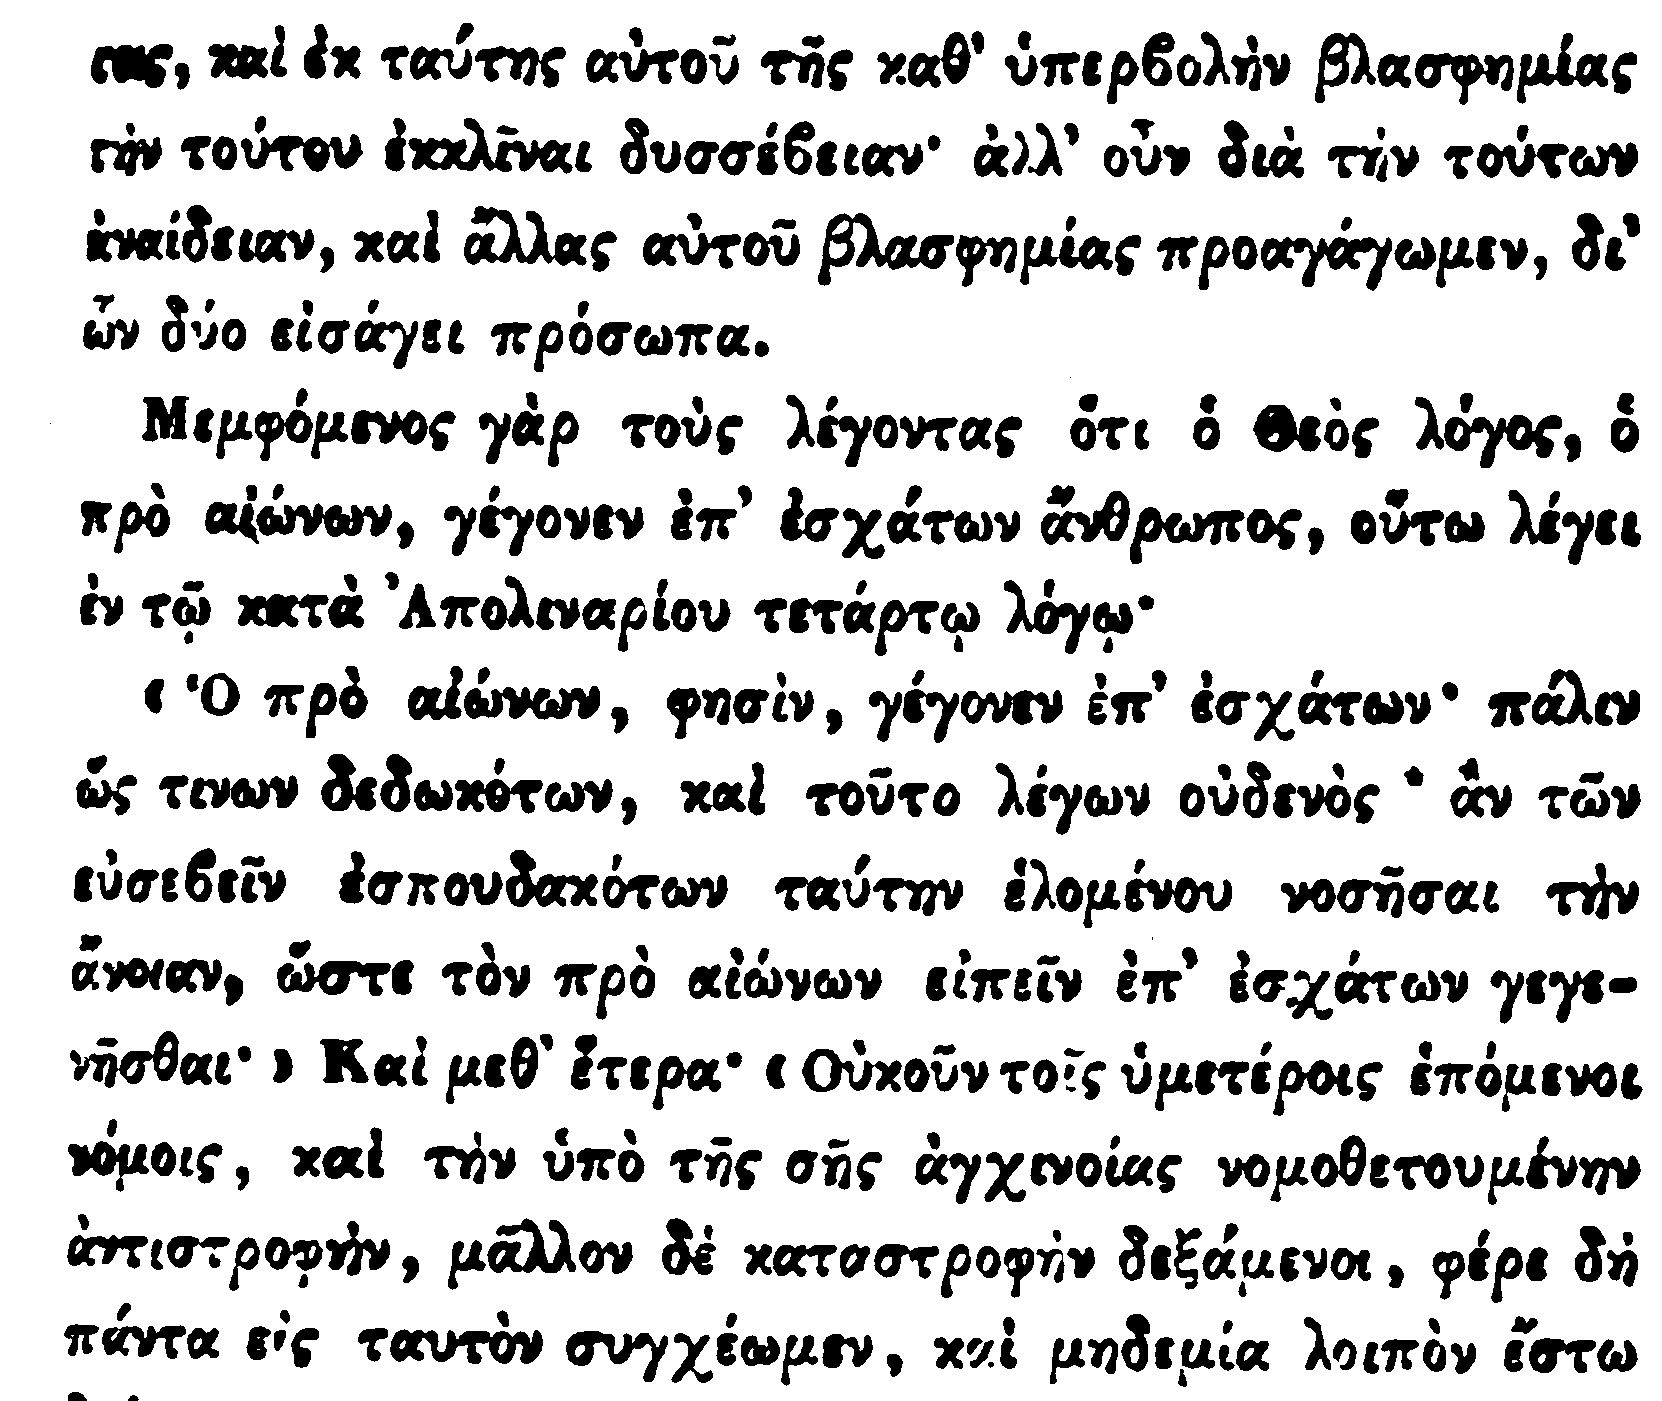 καὶ ἐκ ταύτης αὐτοῦ τῆς καθ’ ὑπερϐολὴν βλασφημίας
τὴν τούτου ἐκκλῖναι δυσσέϐειαν· ἀλλ’ οὖν διὰ τὴν τούτων
ἀναίδειαν, καὶ ἄλλας αὐτοῦ βλασφημίας προαγάγωμεν, δι’
ὧν δύο εἰσάγει πρόσωπα.
Μεμφόμενος γὰρ τοὺς λέγοντας ὅτι ὁ Θεὸς λόγος, ὁ
πρὸ αἰώνων, γέγονεν ἐπ’ ἐσχάτων ἄνθρωπος, οὕτω λέγει
ἐν τῷ κατὰ Ἀπολιναρίου τετάρτῳ λόγῳ·
« Ὁ πρὸ αἰώνων, φησὶν, γέγονεν ἐπ’ ἐσχάτων· πάλιν
ὥς τινων δεδωκότων, καὶ τοῦτο λέγων οὐδενὸς ἂν τῶν
εὐσεϐεῖν ἐσπουδακότων ταύτην ἑλομένου νοσῆσαι τὴν
ἄνοιαν, ὥστε τὸν πρὸ αἰώνων εἰπεῖν ἐπ’ ἐσχάτων γεγε-
νῆσθαι· » Καὶ μεθ’ ἕτερα· « Οὐκοῦν τοῖς ὑμετέροις ἑπόμενοι
νόμοις, καὶ τὴν ὑπὸ τῆς σῆς ἀγχινοίας νομοθετουμένην
ἀντιστροφὴν, μᾶλλον δὲ καταστροφὴν δεξάμενοι, φέρε δὴ
πάντα εἰς ταυτὸν συγχέωμεν, καὶ μηδεμία λοιπὸν ἔστω